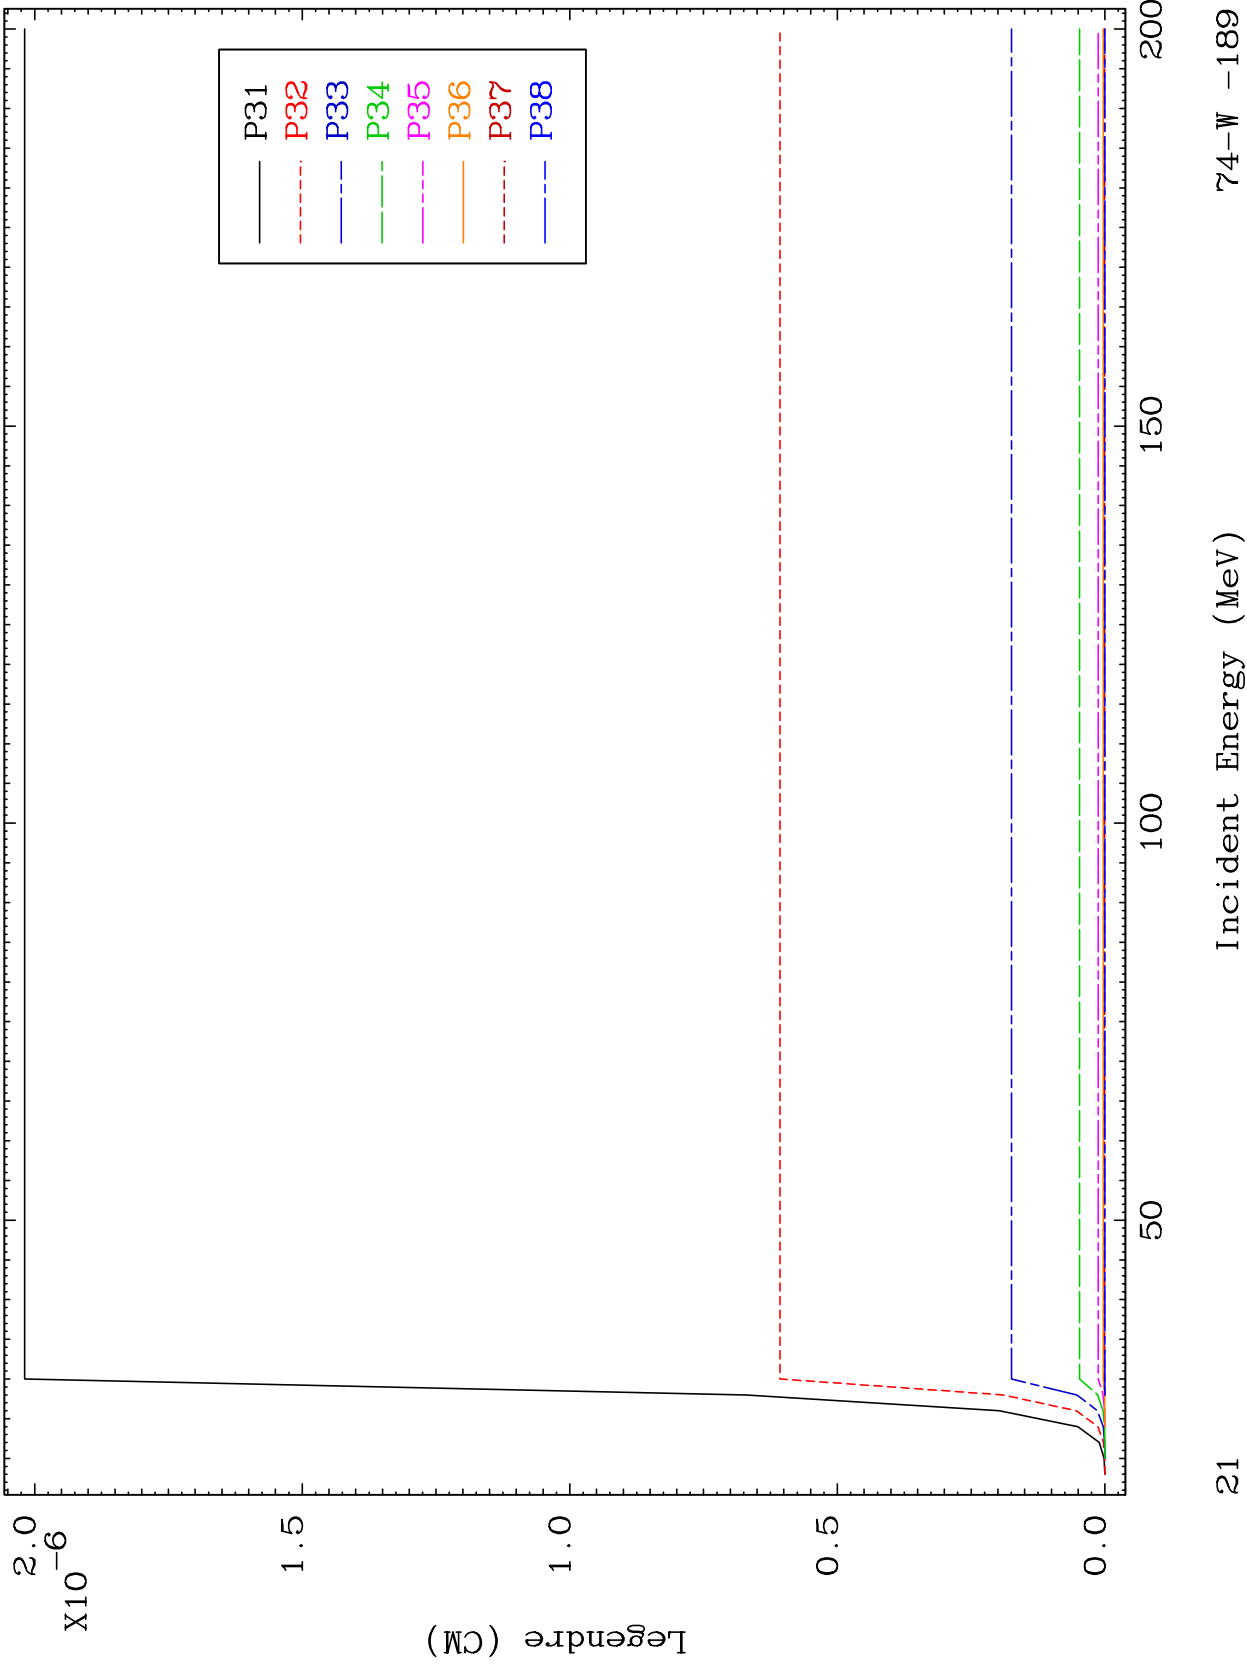 2.0
X10-6
1.5
1.0
0.5
0.0
Legendre (CM)
P31
P32
P33
P34
P35
P36
P37
P38
50
100
150
200
21 Incident Energy (MeV) 74-W -189